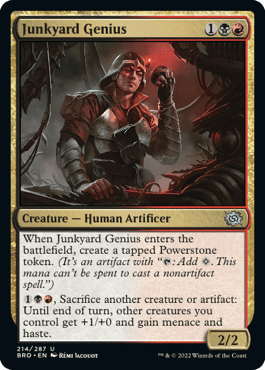 Junkyard Genius 1
Creature — Human Artificer
When Junkyard Genius enters the
battlefield, create a tapped Powerstone
token. (It's an artifact with “: Add . This
mana can't be spent to cast a nonartifact
spell.”)
1, Sacrifice another creature or artifact:
Until end of turn, other creatures you
control get +1/+0 and gain menace and
haste.
2/2
214/287 U
BRO • EN Rémi Jacquot
™ & © 2022 Wizards of the Coast